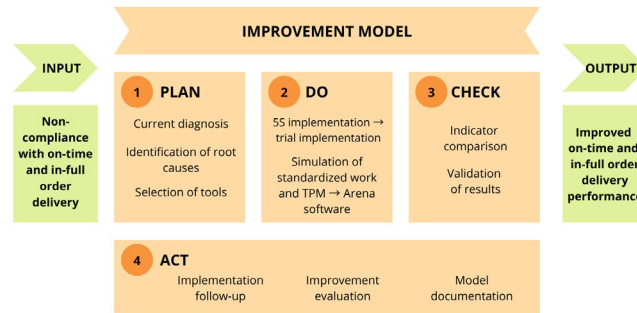 IMPROVEMENT MODEL
INPUT
Non-
compliance
with on-time
and in-full
order
delivery
1 PLAN
Current diagnosis
Identification of root
causes
Selection of tools
2 DO
5S implementation →
trial implementation
Simulation of
standardized work
and TPM → Arena
software
3 CHECK
Indicator
comparison
Validation
of results
OUTPUT
Improved
on-time and
in-full order
delivery
performance
4 ACT
Implementation
follow-up
Improvement
evaluation
Model
documentation